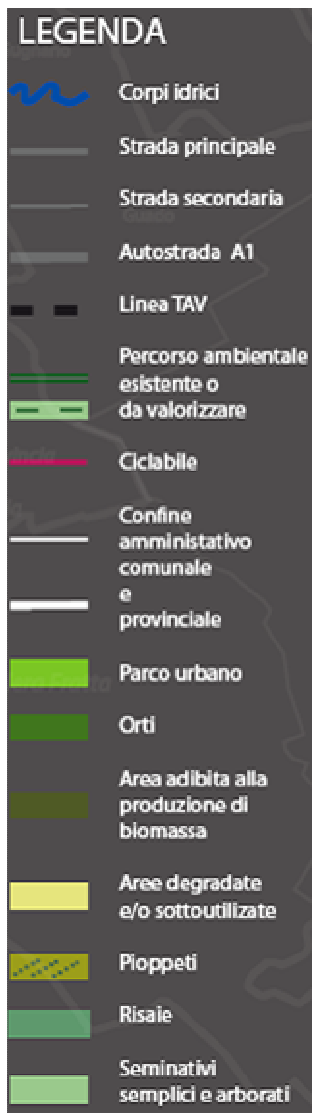 LEGENDA
Corpi idrici
Strada principale
Strada secondaria
Autostrada A1
Linea TAV
Percorso ambientale
esistente o
da valorizzare
Ciclabile
Confine
amministativo
comunale
e
provinciale
Parco urbano
Orti
Area adibita alla
produzione di
biomassa
Aree degradate
e/o sottoutilizate
Pioppeti
Risaie
Seminativi
semplici e arborati